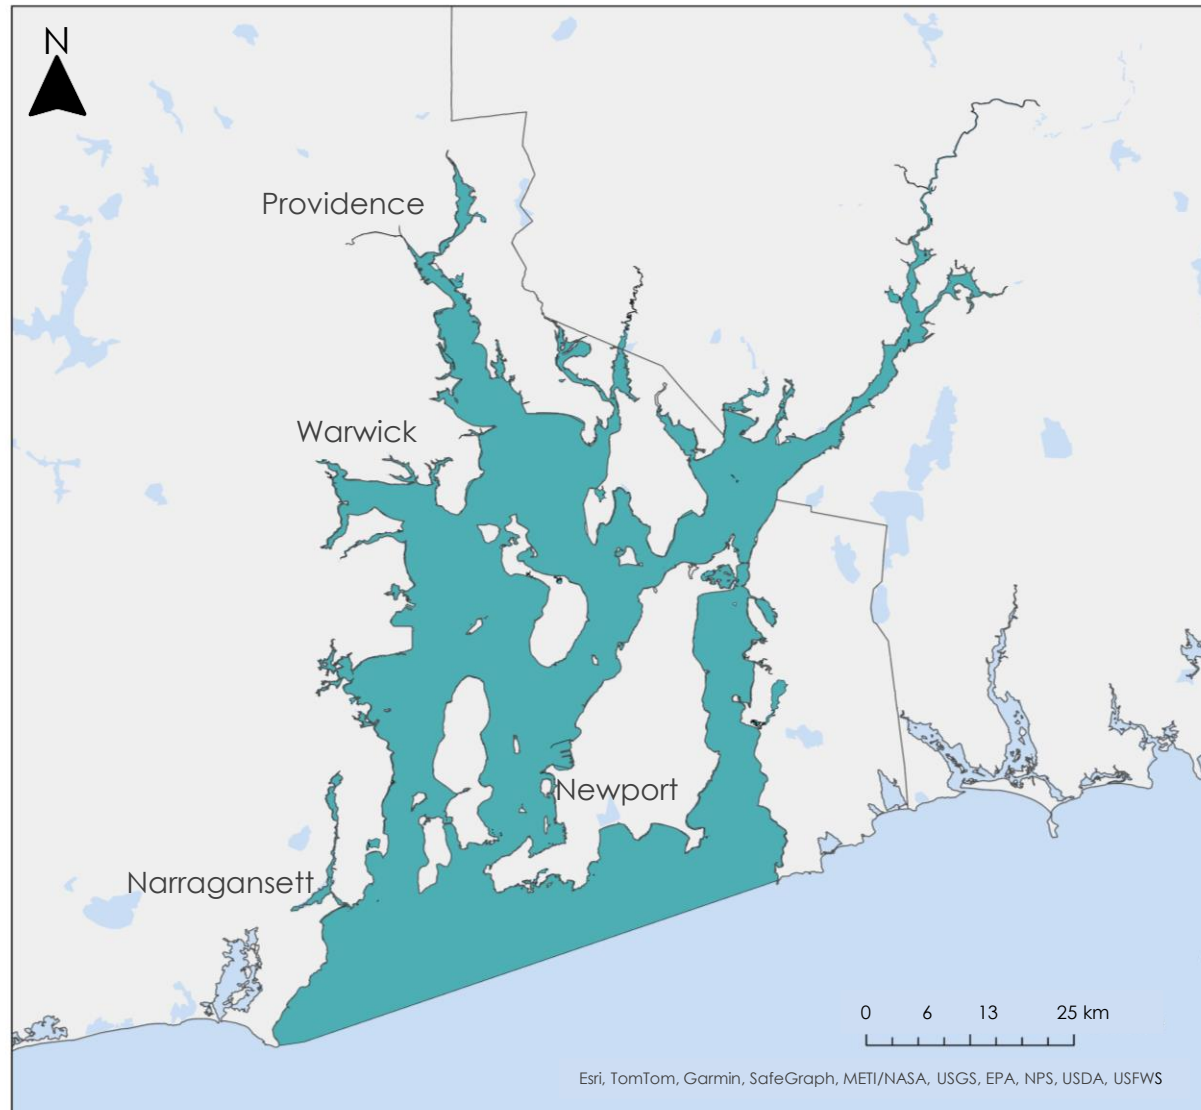 N
Providence
Warwick
Newport
Narragansett
0 6 13 25 km
Esri, TomTom, Garmin, SafeGraph, METI/NASA, USGS, EPA, NPS, USDA, USFWS